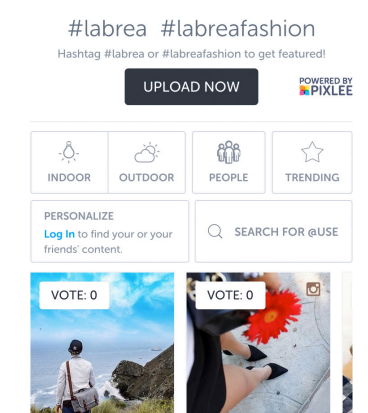 #labrea #labreafashion
Hashtag #labrea or #labreafashion to get featured!
UPLOAD NOW
POWERED BY
PIXLEE
INDOOR
OUTDOOR
PEOPLE
TRENDING
PERSONALIZE
Log In to find your or your
friends' content.
SEARCH FOR @USE
VOTE: 0
VOTE: 0